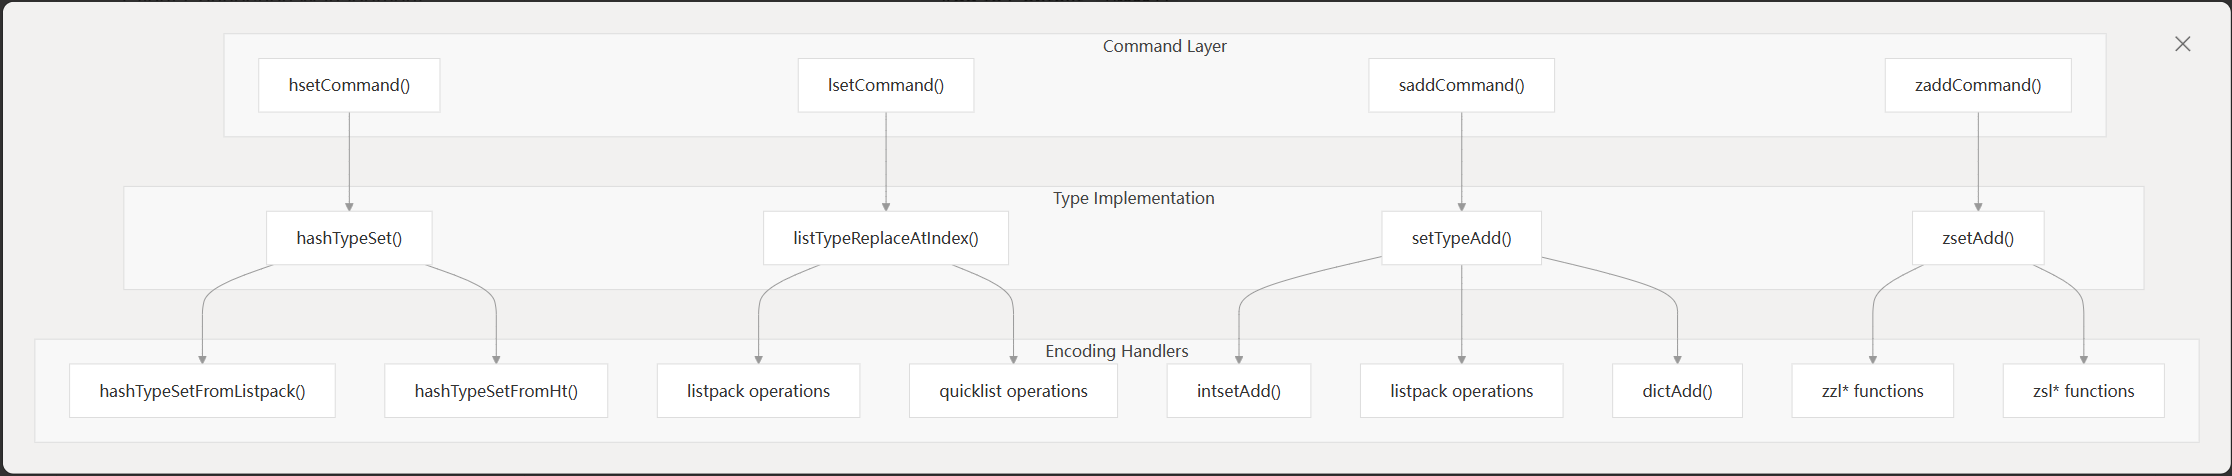 Command Layer
hsetCommand()
lsetCommand()
saddCommand()
zaddCommand()
Type Implementation
hashTypeSet()
listTypeReplaceAtIndex()
setTypeAdd()
zsetAdd()
Encoding Handlers
hashTypeSetFromListpack()
hashTypeSetFromHt()
listpack operations
quicklist operations
intsetAdd()
listpack operations
dictAdd()
zzl* functions
zsl* functions